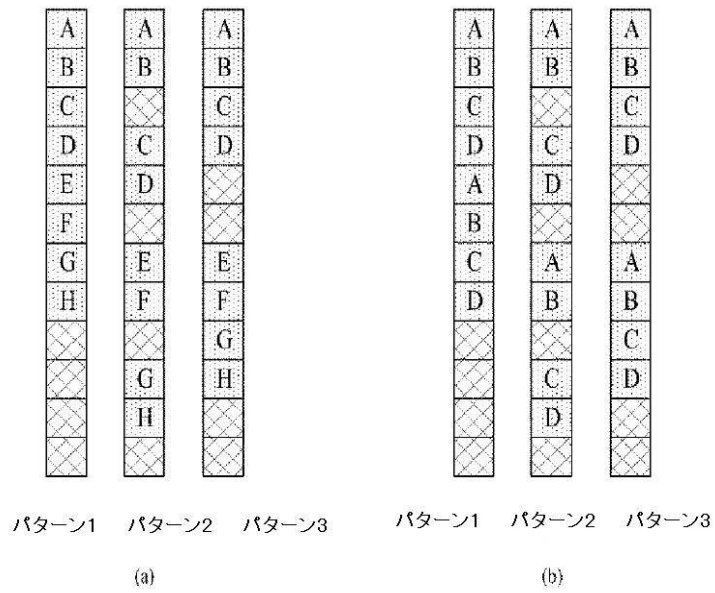 A A A A A A
B B B B B B
C C C C
D C D D C D
E D A D
F B
G E E C A A
H F F D B B
G C
G H C D
H D
パターン1 パターン2 パターン3 パターン1 パターン2 パターン3
(a) (b)